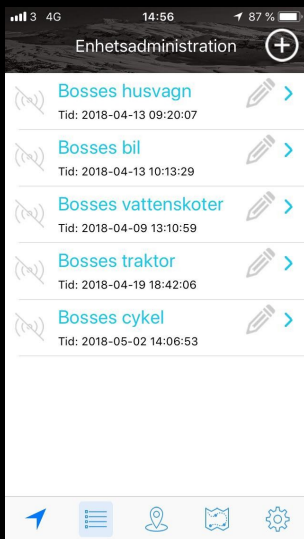 3 4G 14:56 87 %
Enhetsadministration
Bosses husvagn
Tid: 2018-04-13 09:20:07
Bosses bil
Tid: 2018-04-13 10:13:29
Bosses vattenskoter
Tid: 2018-04-09 13:10:59
Bosses traktor
Tid: 2018-04-19 18:42:06
Bosses cykel
Tid: 2018-05-02 14:06:53